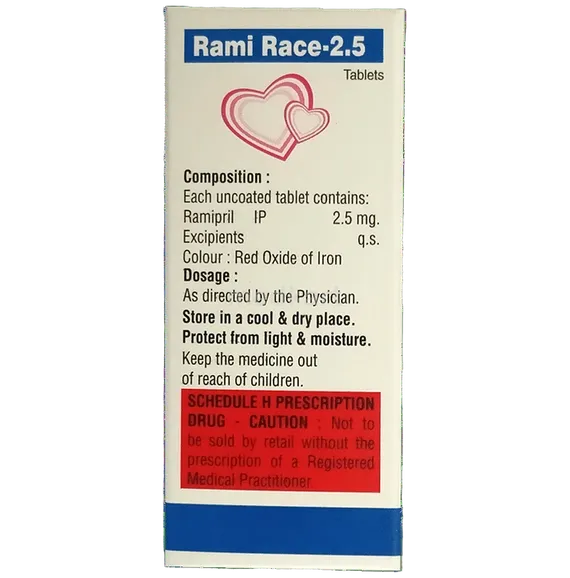 Rami Race-2.5
Tablets
Composition :
Each uncoated tablet contains:
Ramipril IP 2.5 mg.
Excipients q.s.
Colour : Red Oxide of Iron
Dosage :
As directed by the Physician.
Store in a cool & dry place.
Protect from light & moisture.
Keep the medicine out
of reach of children.
SCHEDULE H PRESCRIPTION
DRUG - CAUTION : Not to
be sold by retail without the
prescription of a Registered
Medical Practitioner